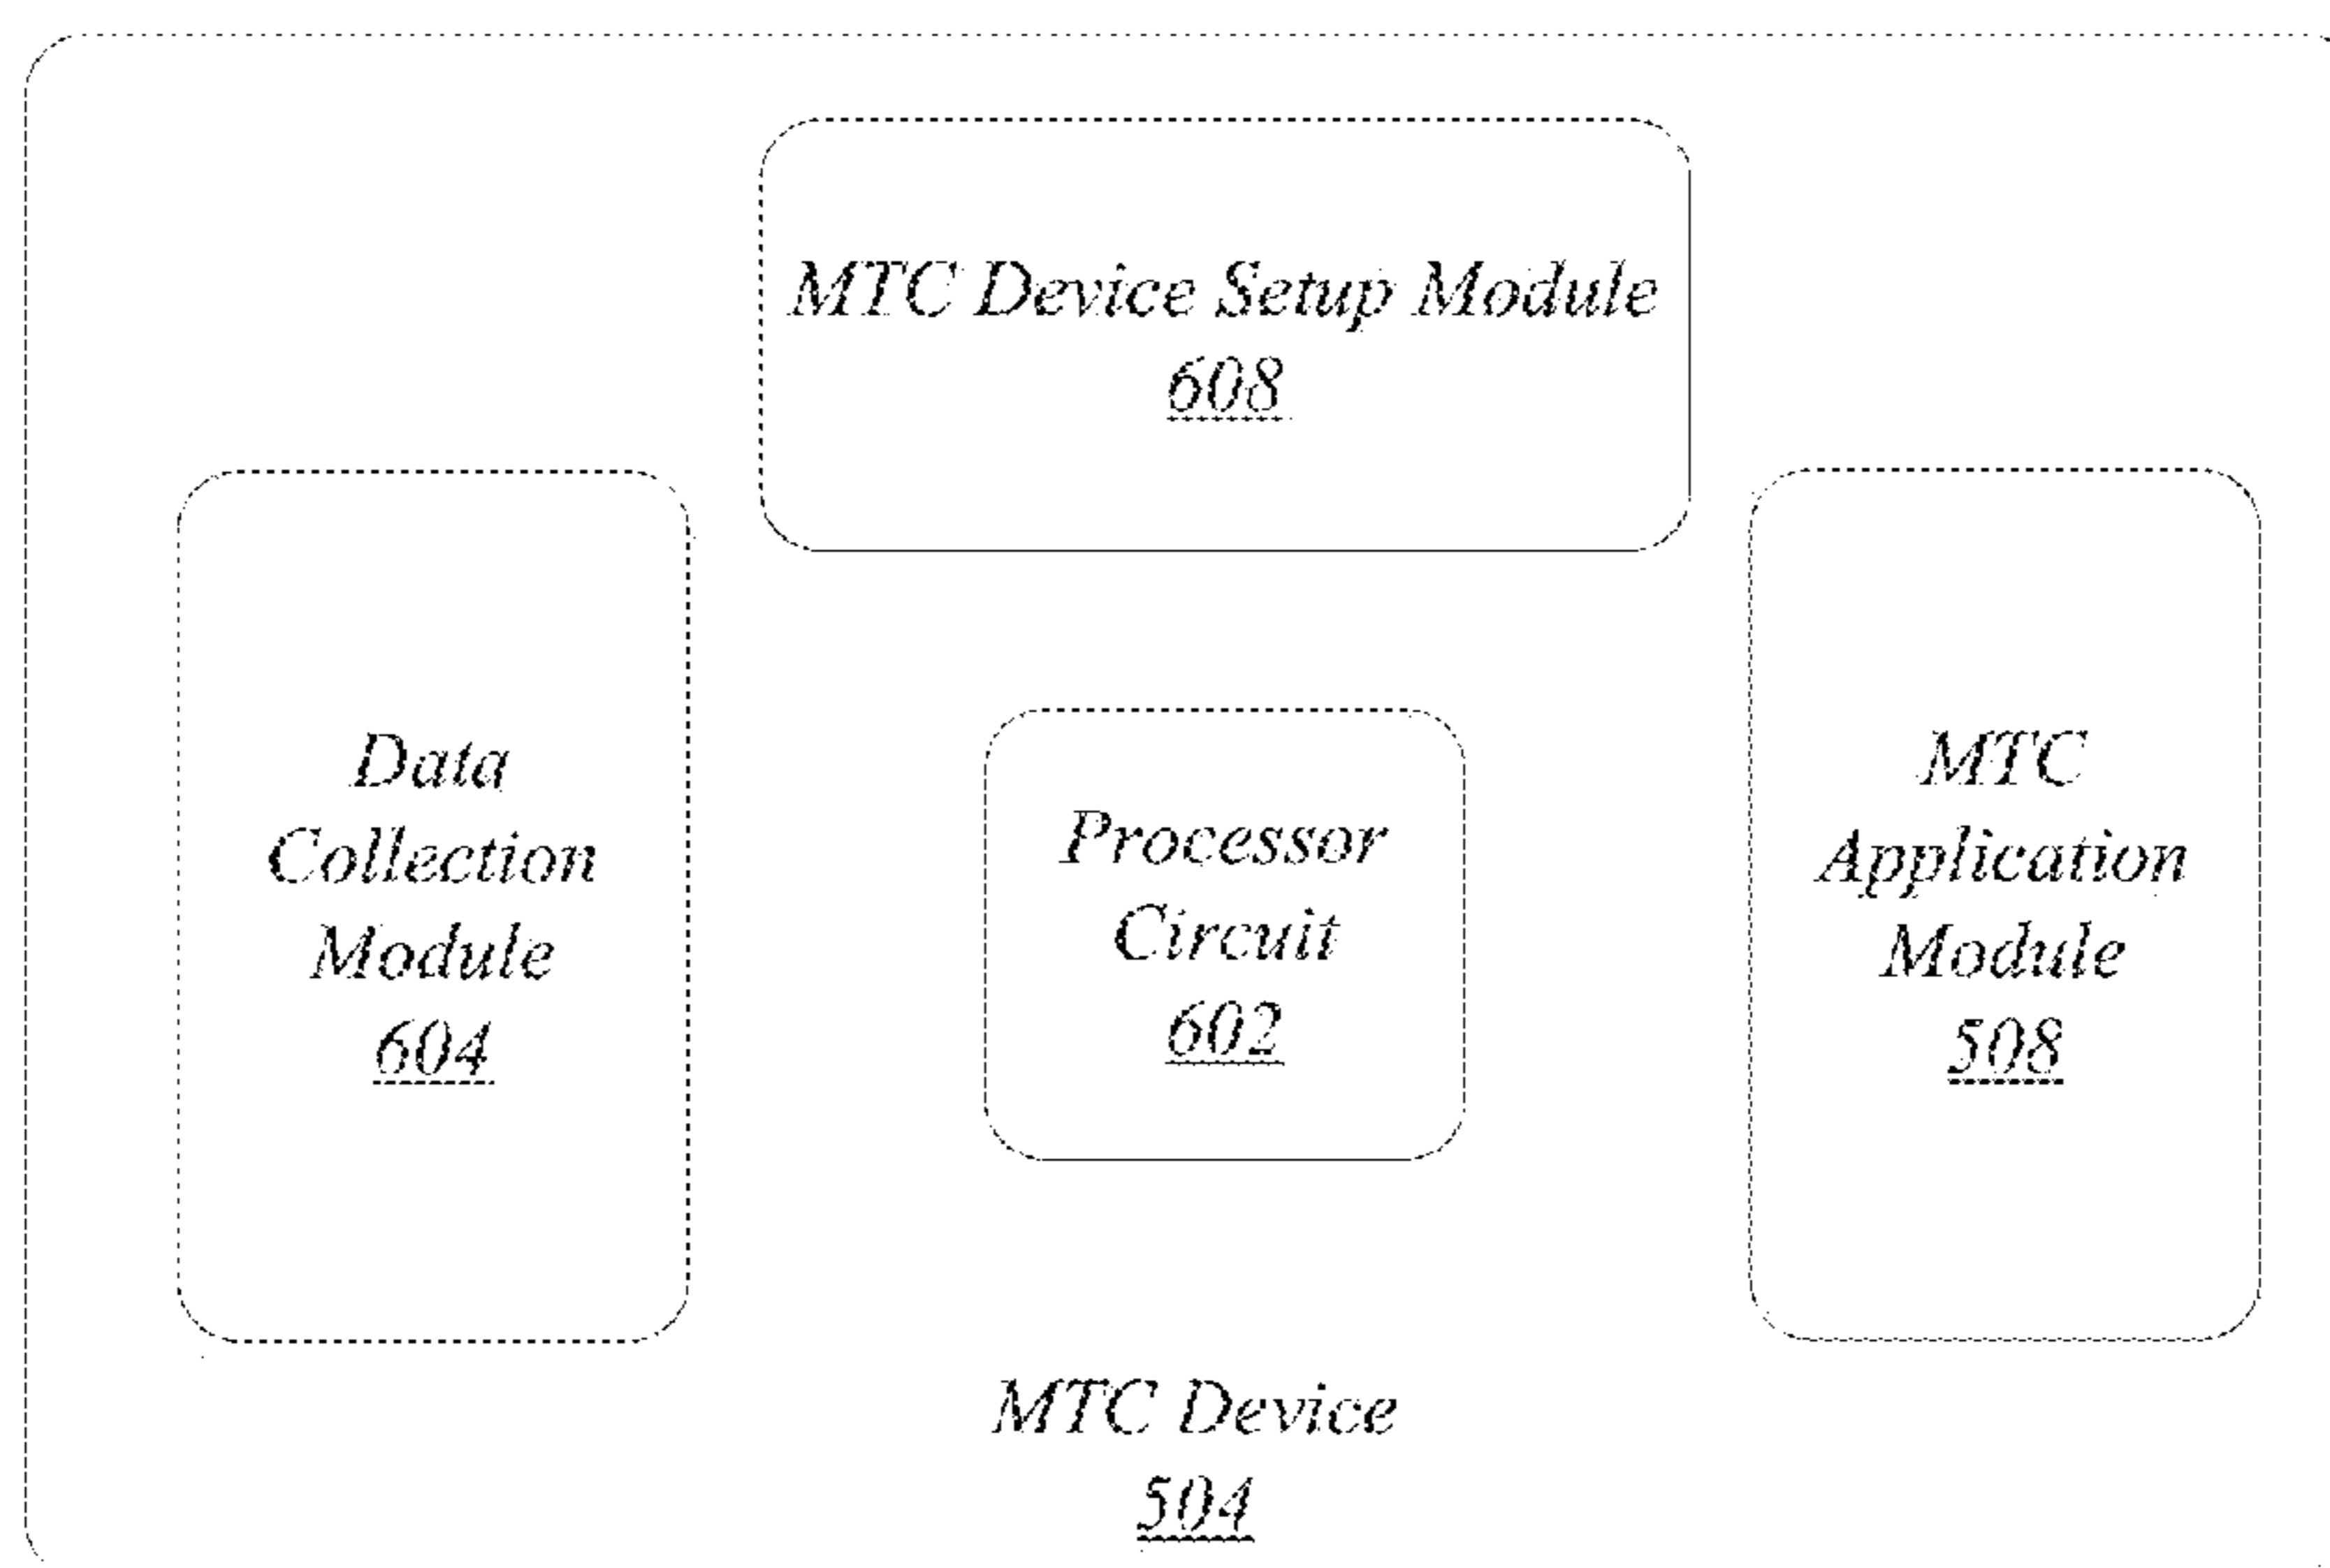 MTC Device Setup Module
608
Data
Collection
Module
604
Processor
Circuit
602
MTC
Application
Module
508
MTC Device
504